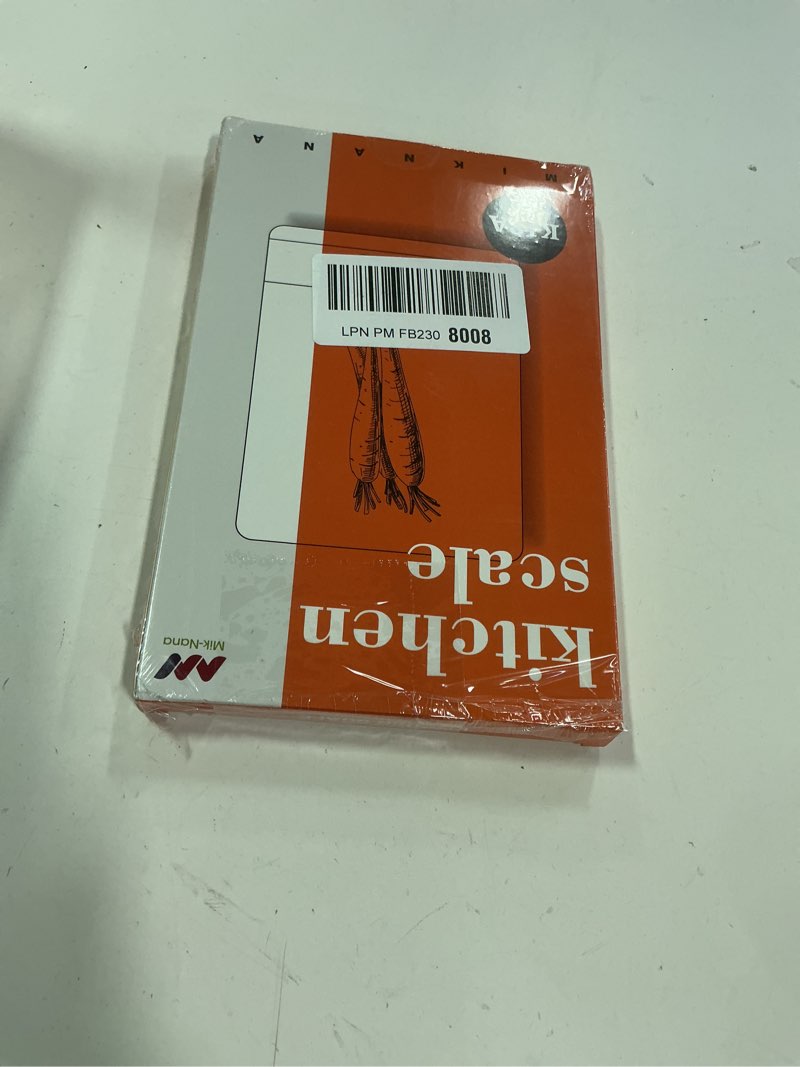 Mik-Nana
kitchen
scale
LPN PM FB230 8008
MIKNANA